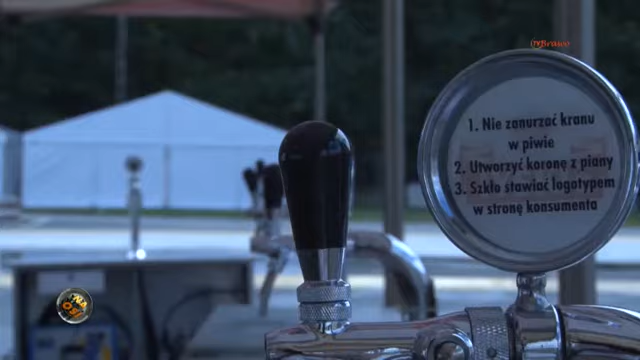 1. Nie zanurzać kranu
w piwie
2. Utworzyć koronę z piany
3. Szkło stawiać logotypem
w stronę konsumenta